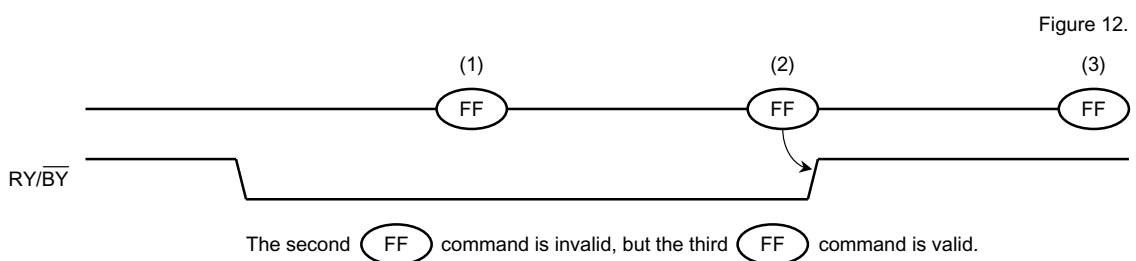 Figure 12.
(1) (2) (3)
FF FF FF
RY/B̅Y̅
The second FF command is invalid, but the third FF command is valid.